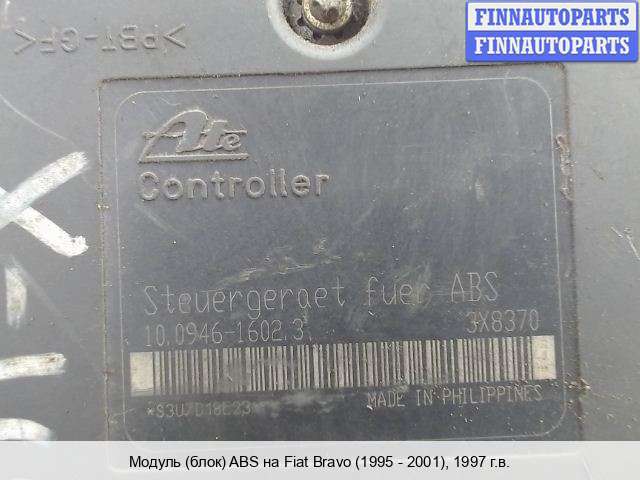 FINNAUTOPARTS
FINNAUTOPARTS
>PBT-GF<
Ate
Controller
Steuergeraet fuer ABS
10.0946-1602.3 3X8370
MADE IN PHILIPPINES
Модуль (блок) ABS на Fiat Bravo (1995 - 2001), 1997 г.в.